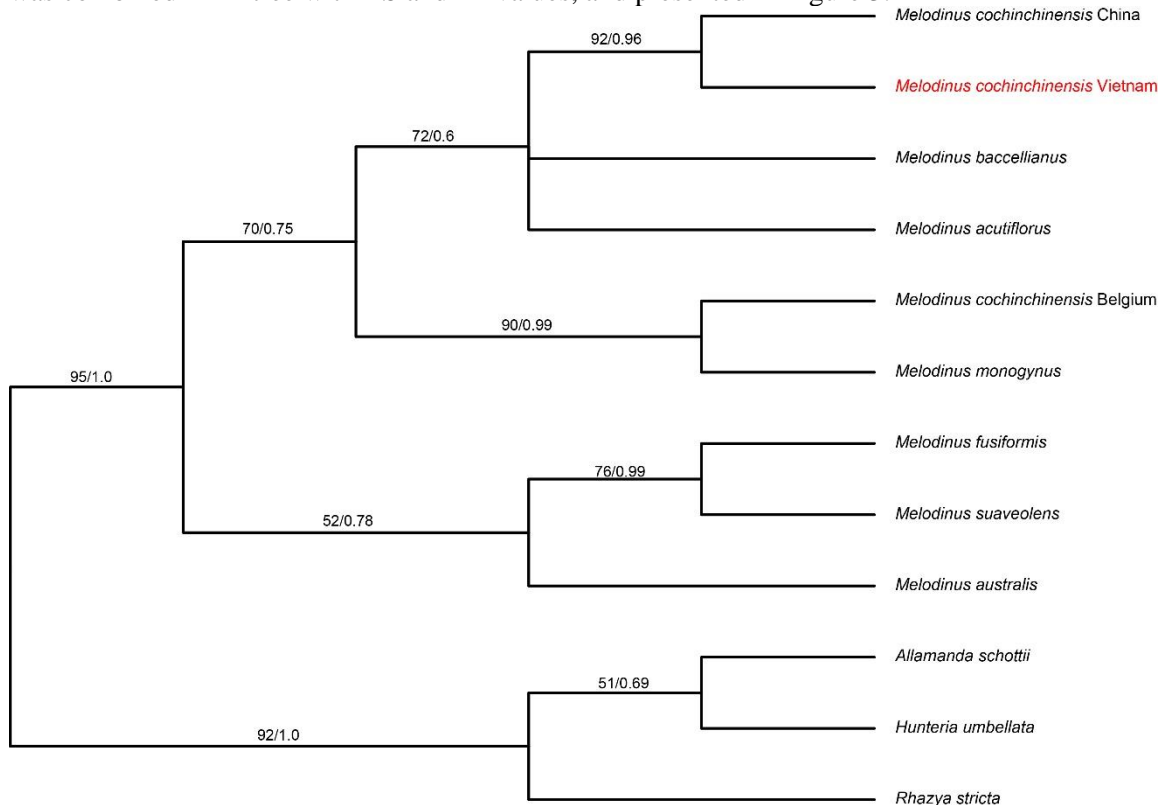 Melodinus cochinchinensis China
92/0.96
Melodinus cochinchinensis Vietnam
72/0.6
Melodinus baccellianus
70/0.75
Melodinus acutiflorus
Melodinus cochinchinensis Belgium
90/0.99
Melodinus monogynus
95/1.0
Melodinus fusiformis
76/0.99
Melodinus suaveolens
52/0.78
Melodinus australis
Allamanda schottii
51/0.69
Hunteria umbellata
92/1.0
Rhazya stricta